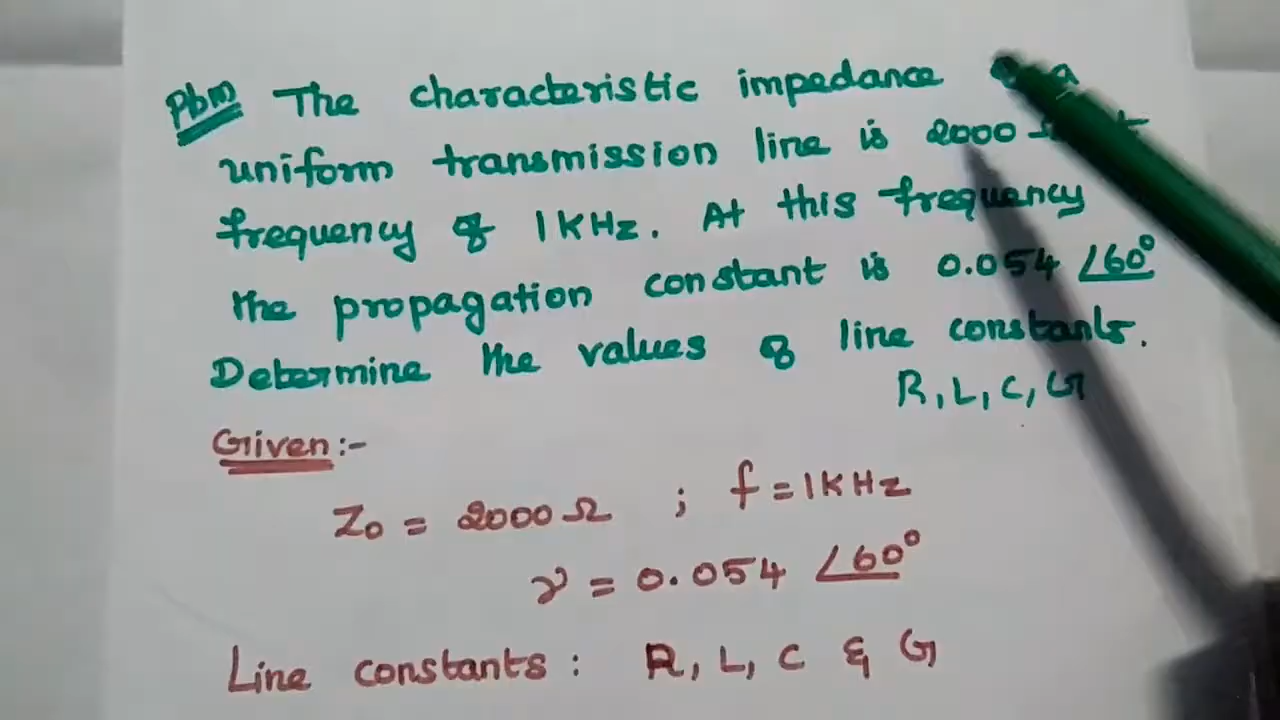 Pbm The characteristic impedance a
uniform transmission line is 2000
frequency of 1KHz. At this frequency
the propagation constant is 0.054 ∠60°
Determine the values of line constants.
R, L, C, G
Given :-
Z₀ = 2000 Ω ; f = 1KHz
γ = 0.054 ∠60°
Line constants : R, L, C & G